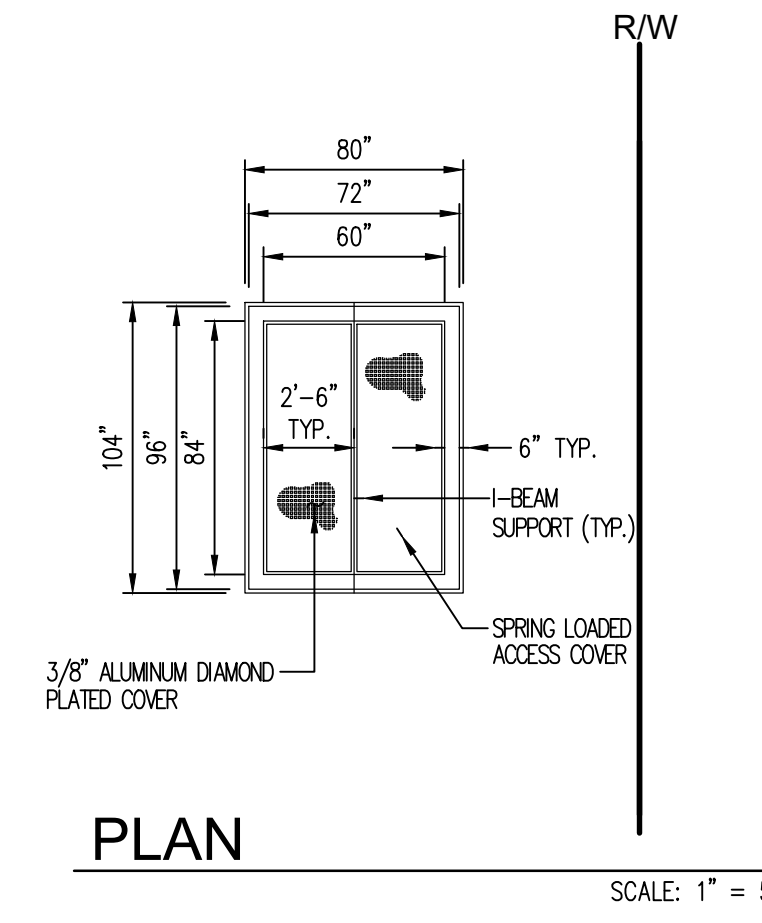 R/W
80”
72”
60”
104”
96”
84”
2’-6”
TYP.
6” TYP.
I-BEAM
SUPPORT (TYP.)
SPRING LOADED
ACCESS COVER
3/8” ALUMINUM DIAMOND
PLATED COVER
PLAN
SCALE: 1” =